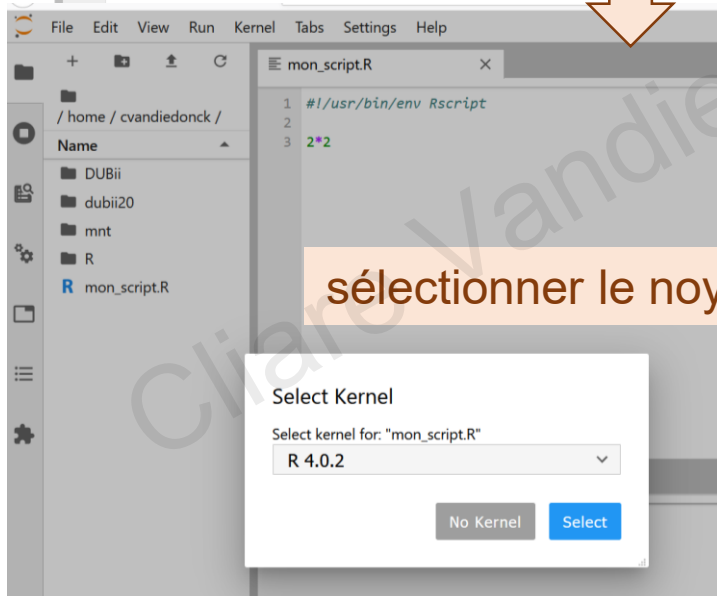 File Edit View Run Kernel Tabs Settings Help
mon_script.R
/ home / cvandiedonck /
Name
DUBii
dubii20
mnt
R
R mon_script.R
1 #!/usr/bin/env Rscript
2
3 2*2
sélectionner le noy
Select Kernel
Select kernel for: "mon_script.R"
R 4.0.2
No Kernel Select
Cliare Vandie